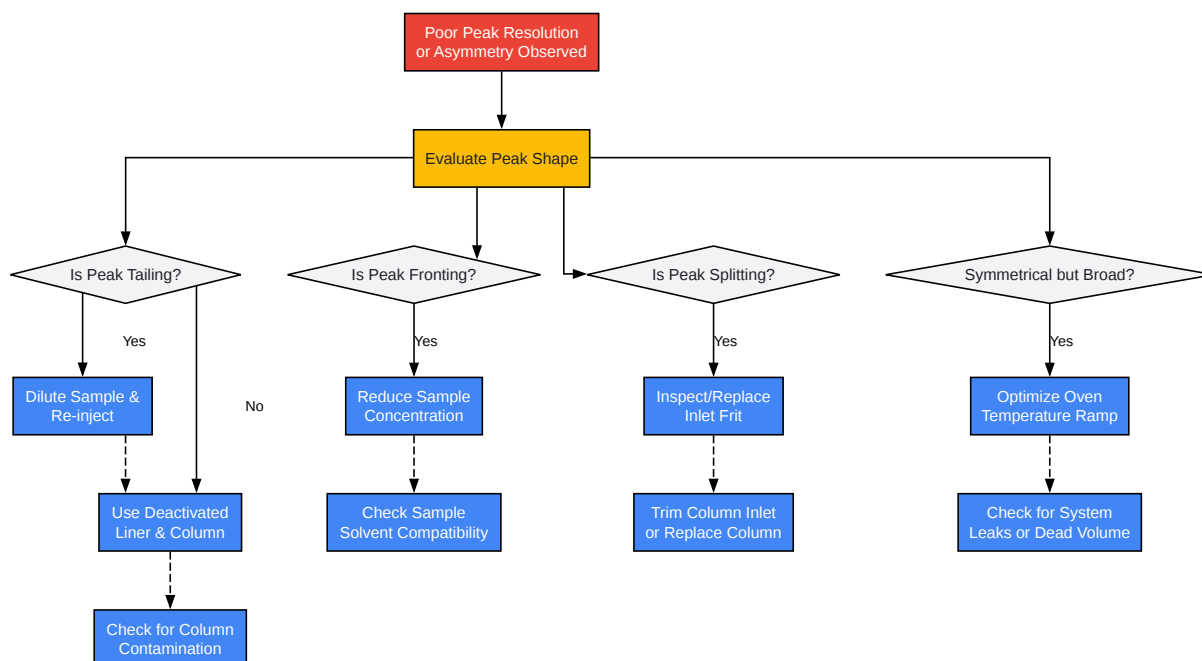 Poor Peak Resolution
or Asymmetry Observed
Evaluate Peak Shape
Is Peak Tailing?
Is Peak Fronting?
Is Peak Splitting?
Symmetrical but Broad?
Yes
Yes
Yes
Yes
Dilute Sample &
Re-inject
No
Reduce Sample
Concentration
Inspect/Replace
Inlet Frit
Optimize Oven
Temperature Ramp
Use Deactivated
Liner & Column
Check Sample
Solvent Compatibility
Trim Column Inlet
or Replace Column
Check for System
Leaks or Dead Volume
Check for Column
Contamination